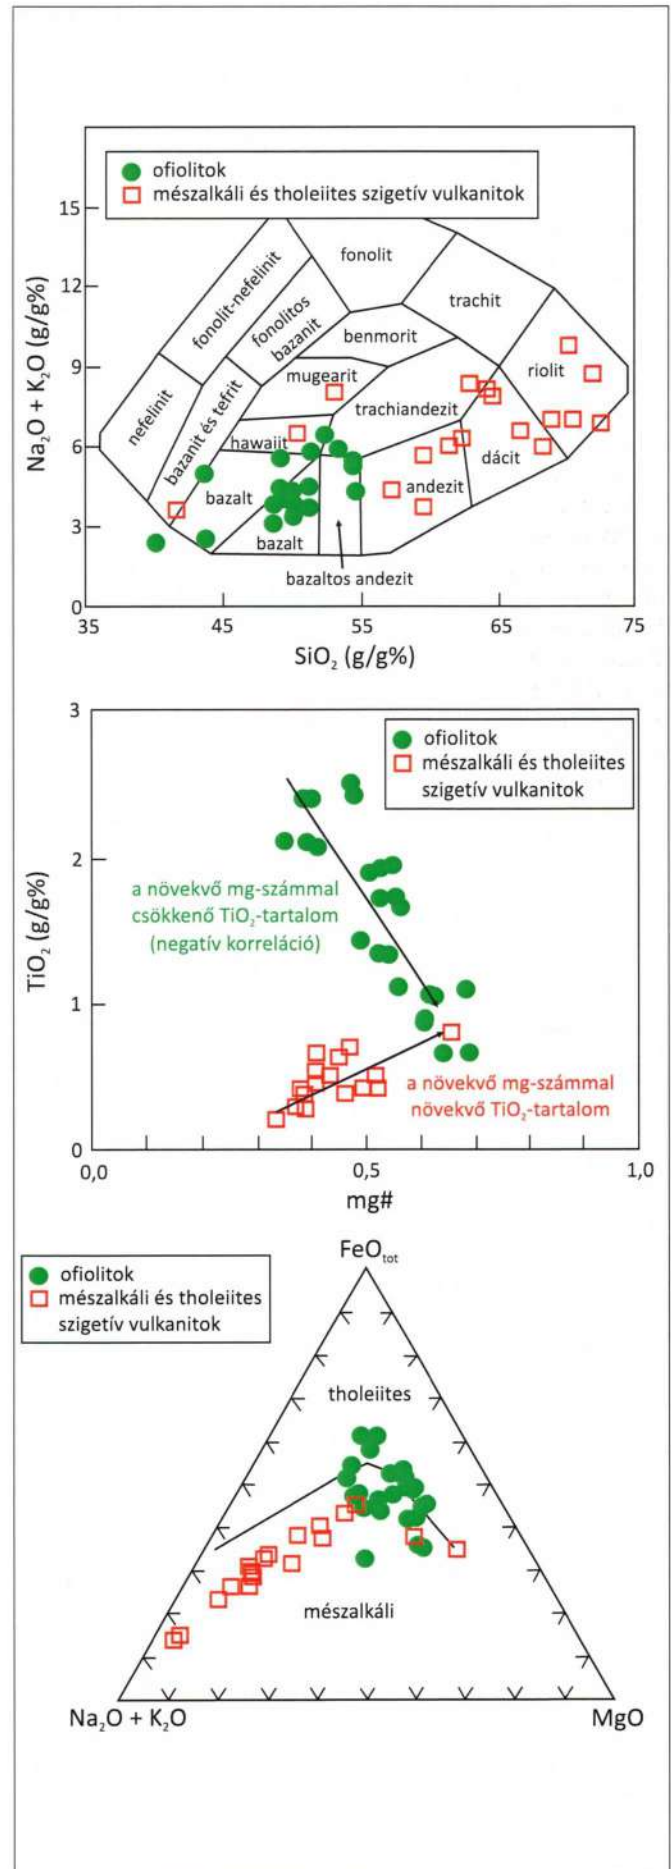 ofiolitok
mészalkáli és tholeiites szigetív vulkanitok
15
12
9
6
3
0
Na₂O + K₂O (g/g%)
fonolit
trachit
fonolit-nefelinit
fonolitos
bazanit
benmorit
riolit
nefelinit
mugearit
bazanit és tefrit
trachiandezit
hawaiit
dácit
bazalt
andezit
bazalt
bazaltos andezit
35
45
55
65
75
SiO₂ (g/g%)
3
2
1
0
TiO₂ (g/g%)
ofiolitok
mészalkáli és tholeiites
szigetív vulkanitok
a növekvő mg-számmal
csökkenő TiO₂-tartalom
(negatív korreláció)
a növekvő mg-számmal
növekvő TiO₂-tartalom
0,0
0,5
1,0
mg#
FeOtot
ofiolitok
mészalkáli és tholeiites
szigetív vulkanitok
tholeiites
mészalkáli
Na₂O + K₂O
MgO